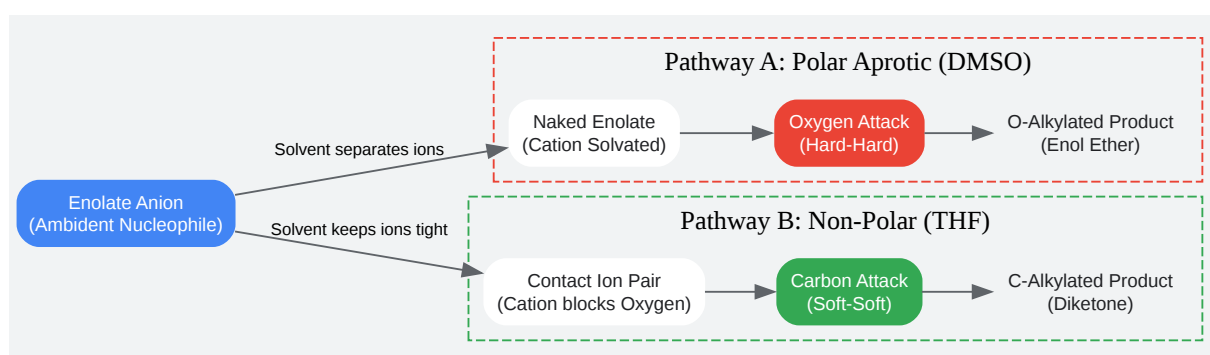 Pathway A: Polar Aprotic (DMSO)
Naked Enolate
(Cation Solvated)
Oxygen Attack
(Hard-Hard)
O-Alkylated Product
(Enol Ether)
Solvent separates ions
Enolate Anion
(Ambident Nucleophile)
Solvent keeps ions tight
Pathway B: Non-Polar (THF)
Contact Ion Pair
(Cation blocks Oxygen)
Carbon Attack
(Soft-Soft)
C-Alkylated Product
(Diketone)